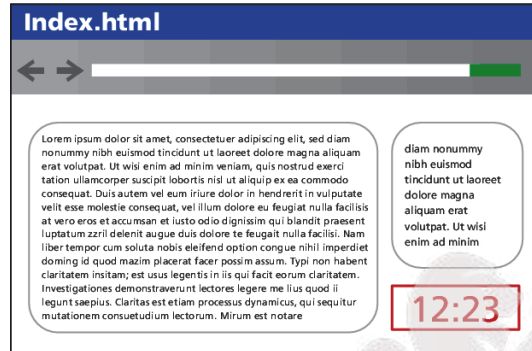 Index.html
Lorem ipsum dolor sit amet, consectetuer adipiscing elit, sed diam
nonummy nibh euismod tincidunt ut laoreet dolore magna aliquam
erat volutpat. Ut wisi enim ad minim veniam, quis nostrud exerci
tation ullamcorper suscipit lobortis nisl ut aliquip ex ea commodo
consequat. Duis autem vel eum iriure dolor in hendrerit in vulputate
velit esse molestie consequat, vel illum dolore eu feugiat nulla facilisis
at vero eros et accumsan et iusto odio dignissim qui blandit praesent
luptatum zzril delenit augue duis dolore te feugait nulla facilisi. Nam
liber tempor cum soluta nobis eleifend option congue nihil imperdiet
doming id quod mazim placerat facer possim assum. Typi non habent
claritatem insitam; est usus legentis in iis qui facit eorum claritatem.
Investigationes demonstraverunt lectores legere me lius quod ii
legunt saepius. Claritas est etiam processus dynamicus, qui sequitur
mutationem consuetudium lectorum. Mirum est notare
diam nonummy
nibh euismod
tincidunt ut laoreet
dolore magna
aliquam erat
volutpat. Ut wisi
enim ad minim
12:23